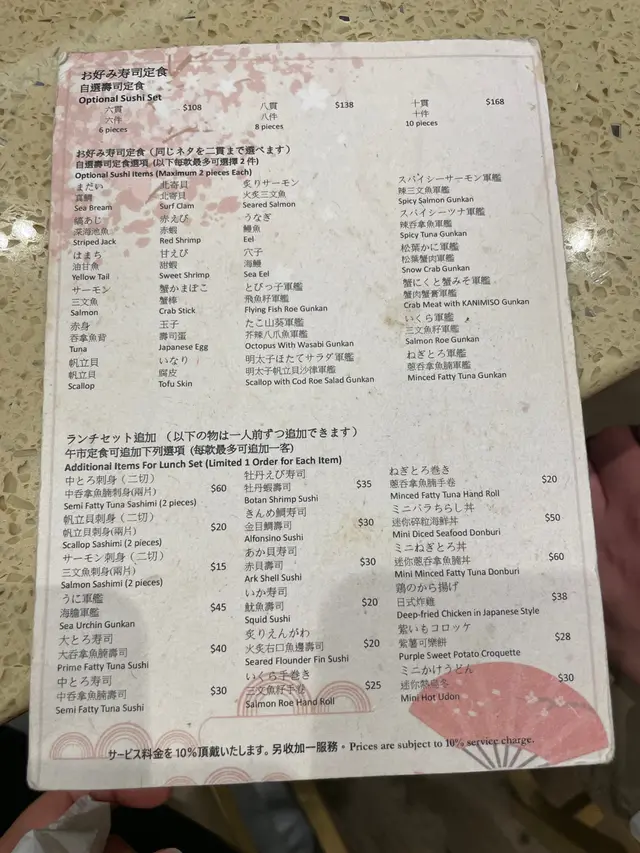 お好み寿司定食
自選壽司定食
Optional Sushi Set
六貫
六件
6 pieces
$108
八貫
八件
8 pieces
$138
十貫
十件
10 pieces
$168
お好み寿司定食（同じネタを二貫まで選べます）
自選壽司定食選項 (以下每款最多可選擇２件)
Optional Sushi Items (Maximum 2 pieces Each)
まだい
真鯛
Sea Bream
縞あじ
深海池魚
Striped Jack
はまち
油甘魚
Yellow Tail
サーモン
三文魚
Salmon
赤身
吞拿魚背
Tuna
帆立貝
帆立貝
Scallop
北寄貝
北寄貝
Surf Clam
赤えび
赤蝦
Red Shrimp
甘えび
甜蝦
Sweet Shrimp
蟹かまぼこ
蟹棒
Crab Stick
玉子
壽司蛋
Japanese Egg
いなり
腐皮
Tofu Skin
炙りサーモン
火炙三文魚
Seared Salmon
うなぎ
鰻魚
Eel
穴子
海鰻
Sea Eel
とびっ子軍艦
飛魚籽軍艦
Flying Fish Roe Gunkan
たこ山葵軍艦
芥辣八爪魚軍艦
Octopus With Wasabi Gunkan
明太子ほたてサラダ軍艦
明太子帆立貝沙律軍艦
Scallop with Cod Roe Salad Gunkan
スパイシーサーモン軍艦
辣三文魚軍艦
Spicy Salmon Gunkan
スパイシーツナ軍艦
辣吞拿魚軍艦
Spicy Tuna Gunkan
松葉かに軍艦
松葉蟹肉軍艦
Snow Crab Gunkan
蟹にくと蟹みそ軍艦
蟹肉蟹膏軍艦
Crab Meat with KANIMISO Gunkan
いくら軍艦
三文魚籽軍艦
Salmon Roe Gunkan
ねぎとろ軍艦
蔥吞拿魚腩軍艦
Minced Fatty Tuna Gunkan
ランチセット追加 （以下の物は一人前ずつ追加できます）
午市定食可追加下列選項 (每款最多可追加一客)
Additional Items For Lunch Set (Limited 1 Order for Each Item)
中とろ刺身（二切）
中吞拿魚腩刺身(兩片)
Semi Fatty Tuna Sashimi (2 pieces)
$60
帆立貝刺身（二切）
帆立貝刺身(兩片)
Scallop Sashimi (2 pieces)
$20
サーモン刺身（二切）
三文魚刺身(兩片)
Salmon Sashimi (2 pieces)
$15
うに軍艦
海膽軍艦
Sea Urchin Gunkan
$45
大とろ寿司
大吞拿魚腩壽司
Prime Fatty Tuna Sushi
$40
中とろ寿司
中吞拿魚腩壽司
Semi Fatty Tuna Sushi
$30
牡丹えび寿司
牡丹蝦壽司
Botan Shrimp Sushi
$35
きんめ鯛寿司
金目鯛壽司
Alfonsino Sushi
$30
あか貝寿司
赤貝壽司
Ark Shell Sushi
$30
いか寿司
魷魚壽司
Squid Sushi
$20
炙りえんがわ
火炙右口魚邊壽司
Seared Flounder Fin Sushi
$20
いくら手巻き
三文魚籽手卷
Salmon Roe Hand Roll
$25
ねぎとろ巻き
蔥吞拿魚腩手卷
Minced Fatty Tuna Hand Roll
$20
ミニバラちらし丼
迷你碎粒海鮮丼
Mini Diced Seafood Donburi
$50
ミニねぎとろ丼
迷你蔥吞拿魚腩丼
Mini Minced Fatty Tuna Donburi
$60
鶏のから揚げ
日式炸雞
Deep-fried Chicken in Japanese Style
$38
紫いもコロッケ
紫薯可樂餅
Purple Sweet Potato Croquette
$28
ミニかけうどん
迷你熱烏冬
Mini Hot Udon
$30
サービス料金を10%頂戴いたします。另收加一服務。Prices are subject to 10% service charge.